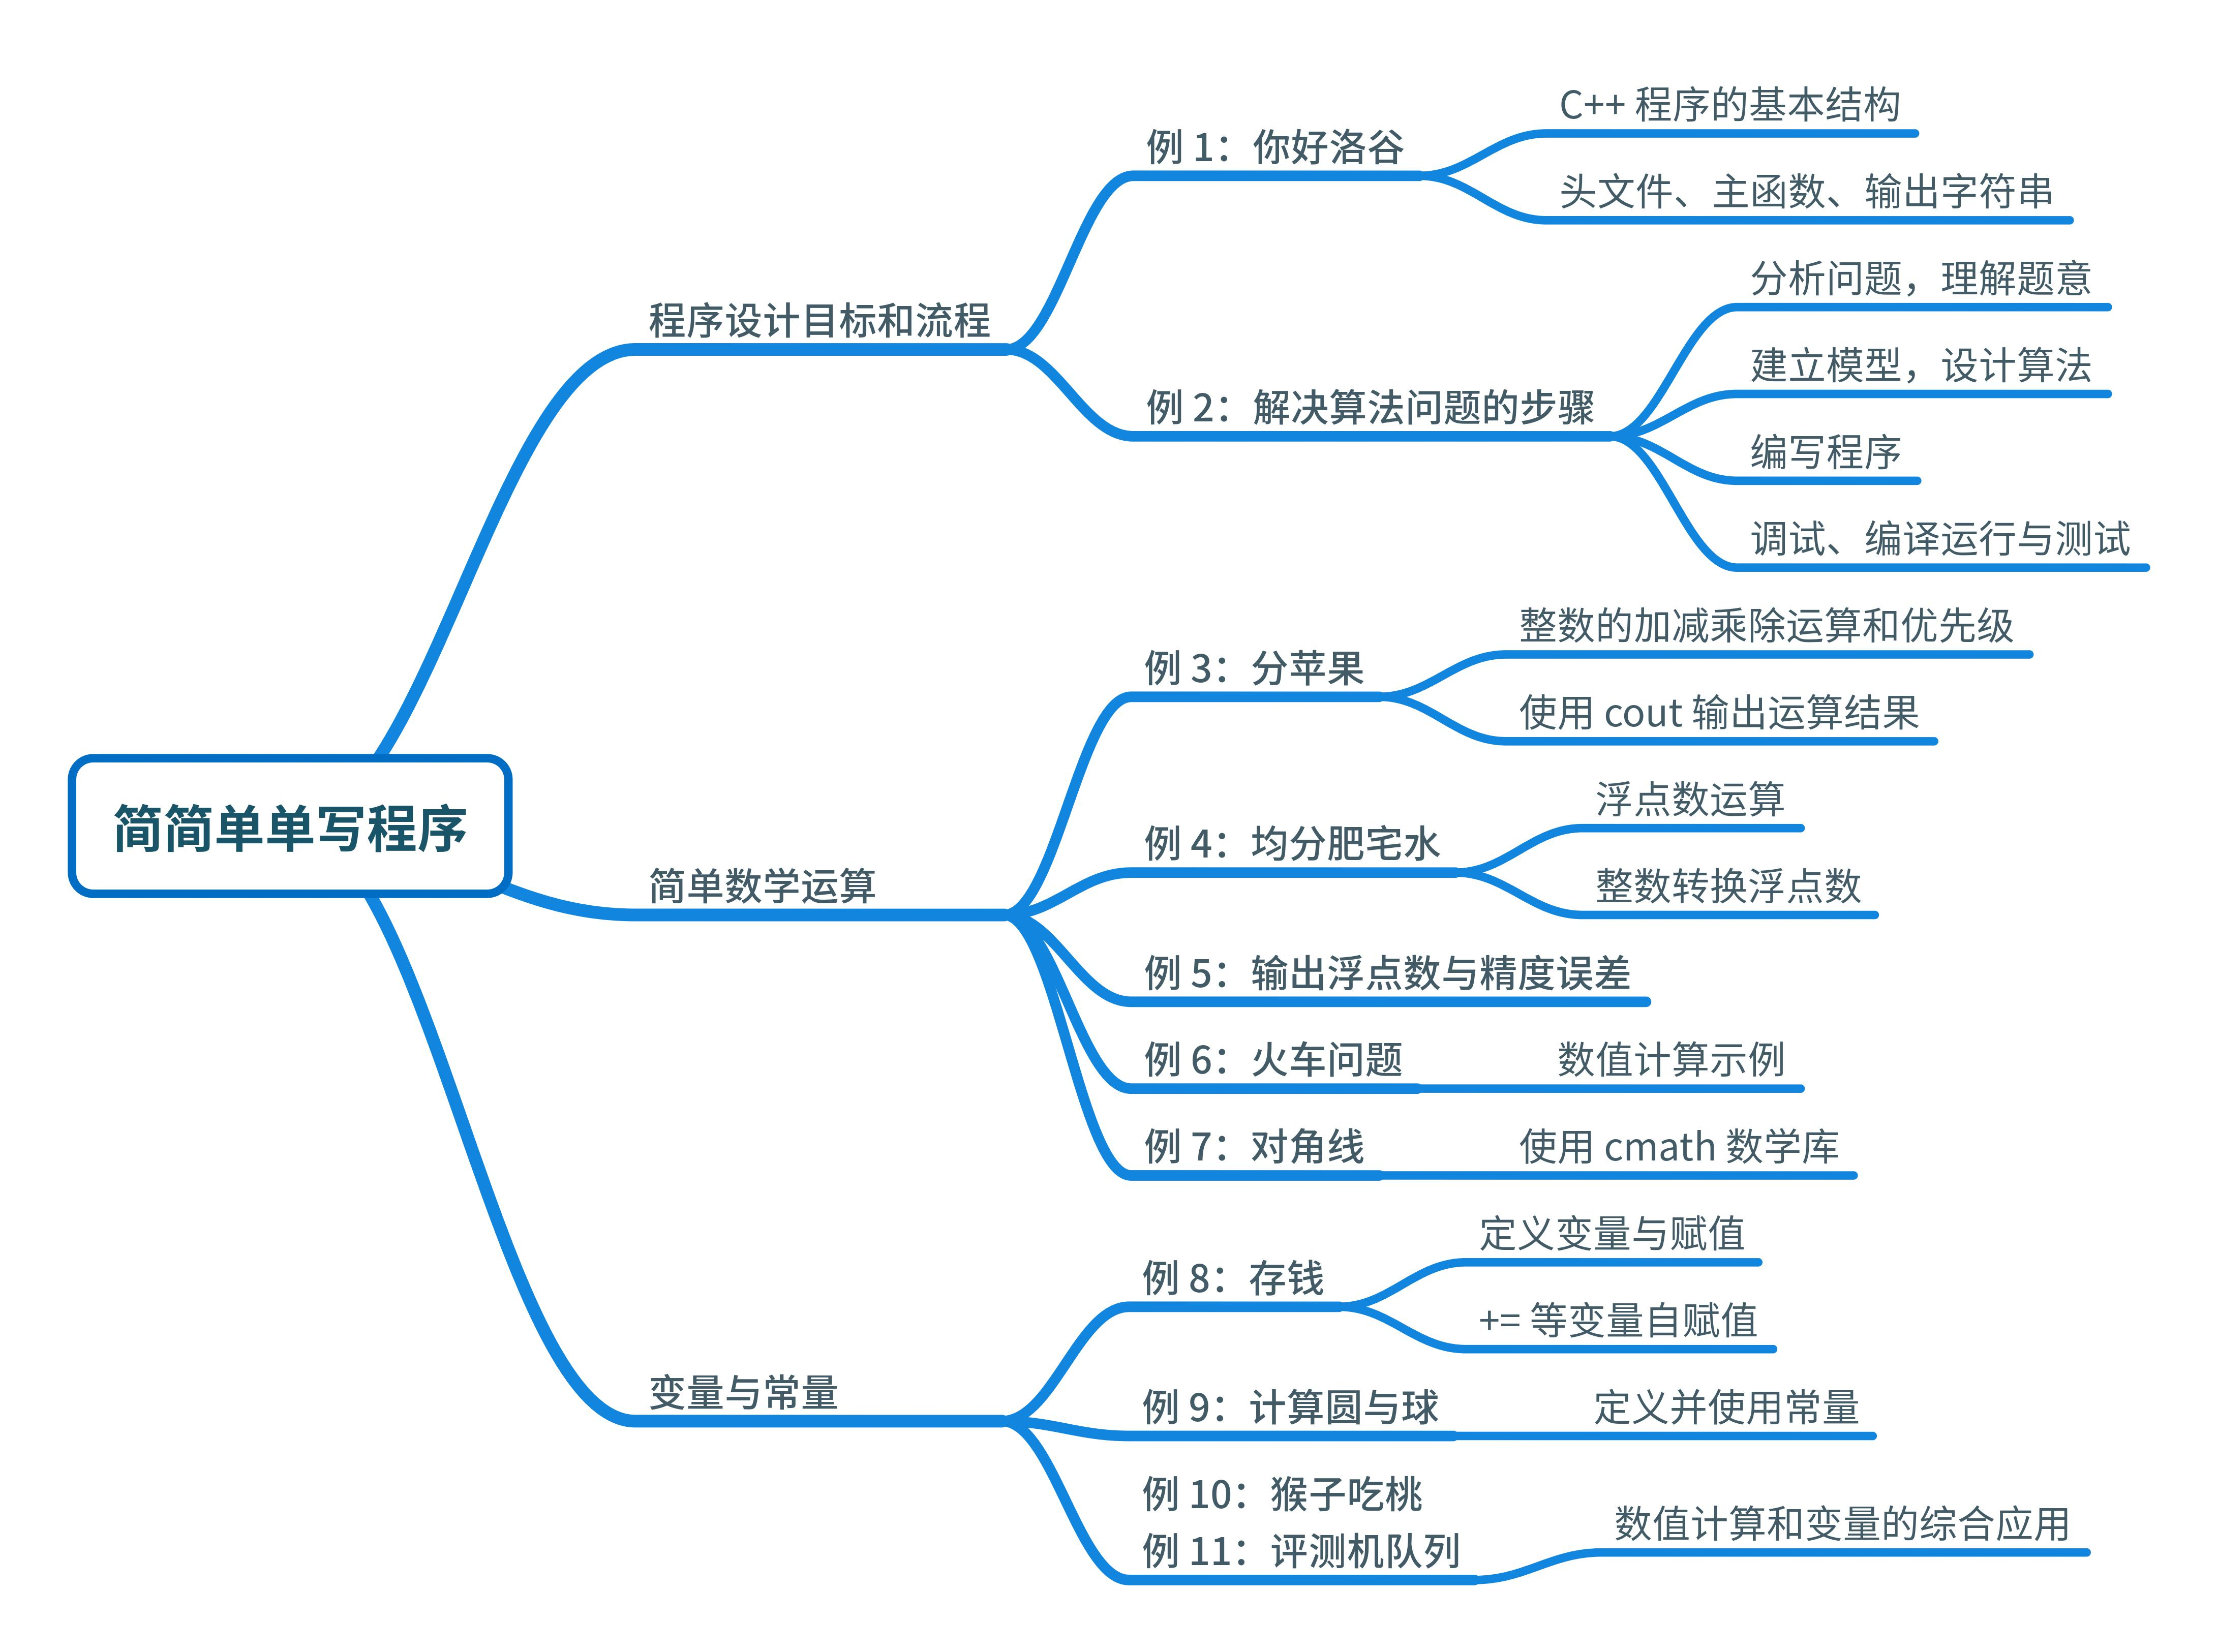 简简单单写程序
程序设计目标和流程
例 1：你好洛谷
C++ 程序的基本结构
头文件、主函数、输出字符串
例 2：解决算法问题的步骤
分析问题，理解题意
建立模型，设计算法
编写程序
调试、编译运行与测试
简单数学运算
例 3：分苹果
整数的加减乘除运算和优先级
使用 cout 输出运算结果
例 4：均分肥宅水
浮点数运算
整数转换浮点数
例 5：输出浮点数与精度误差
例 6：火车问题
数值计算示例
例 7：对角线
使用 cmath 数学库
变量与常量
例 8：存钱
定义变量与赋值
+= 等变量自赋值
例 9：计算圆与球
定义并使用常量
例 10：猴子吃桃
例 11：评测机队列
数值计算和变量的综合应用